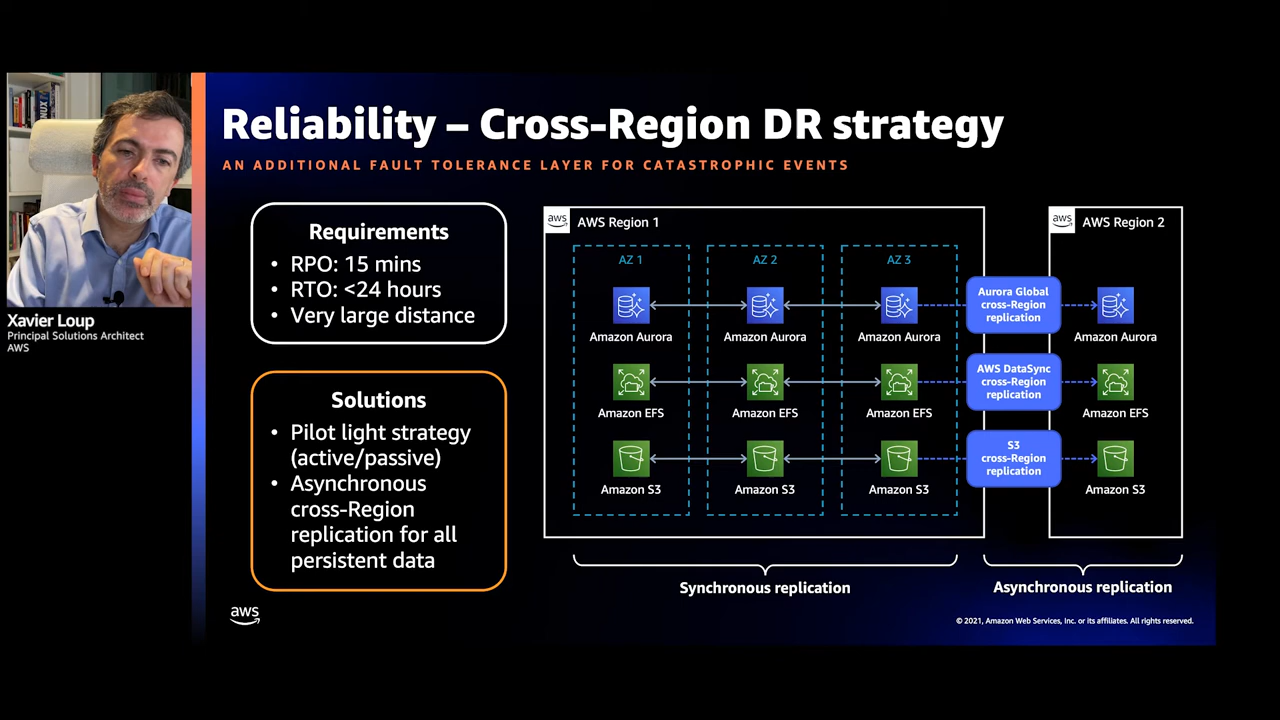 Reliability – Cross-Region DR strategy
AN ADDITIONAL FAULT TOLERANCE LAYER FOR CATASTROPHIC EVENTS
Xavier Loup
Principal Solutions Architect
AWS
Requirements
• RPO: 15 mins
• RTO: <24 hours
• Very large distance
Solutions
• Pilot light strategy
(active/passive)
• Asynchronous
cross-Region
replication for all
persistent data
aws
aws
AWS Region 1
AZ 1
AZ 2
AZ 3
aws
AWS Region 2
Amazon Aurora
Amazon Aurora
Amazon Aurora
Aurora Global
cross-Region
replication
Amazon Aurora
Amazon EFS
Amazon EFS
Amazon EFS
AWS DataSync
cross-Region
replication
Amazon EFS
Amazon S3
Amazon S3
Amazon S3
S3
cross-Region
replication
Amazon S3
Synchronous replication
Asynchronous replication
© 2021, Amazon Web Services, Inc. or its affiliates. All rights reserved.